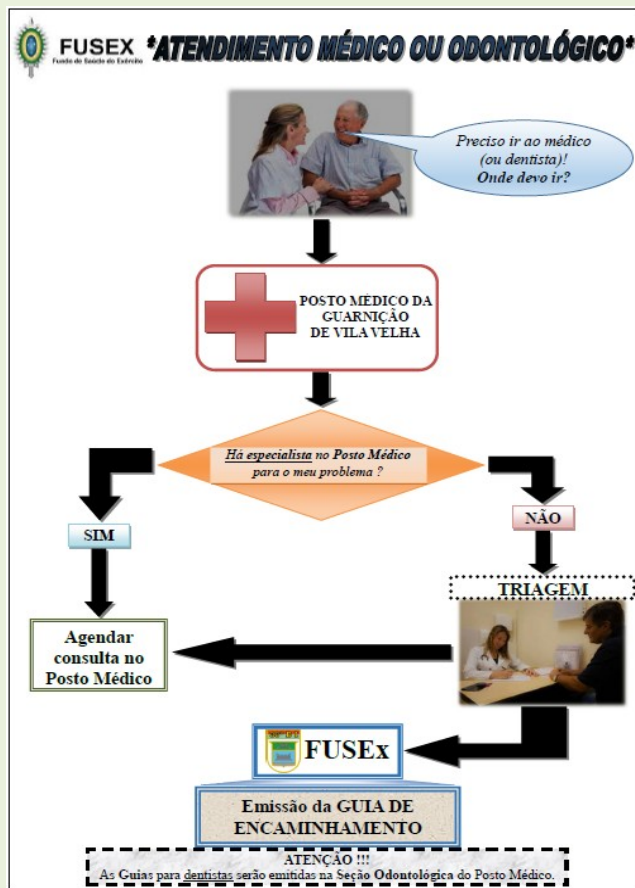 FUSEX
Fundo de Saúde do Exército
*ATENDIMENTO MÉDICO OU ODONTOLÓGICO*
Preciso ir ao médico
(ou dentista)!
Onde devo ir?
POSTO MÉDICO DA
GUARNIÇÃO
DE VILA VELHA
Há especialista no Posto Médico
para o meu problema ?
SIM
NÃO
TRIAGEM
Agendar
consulta no
Posto Médico
FUSEx
Emissão da GUIA DE
ENCAMINHAMENTO
ATENÇÃO !!!
As Guias para dentistas serão emitidas na Seção Odontológica do Posto Médico.